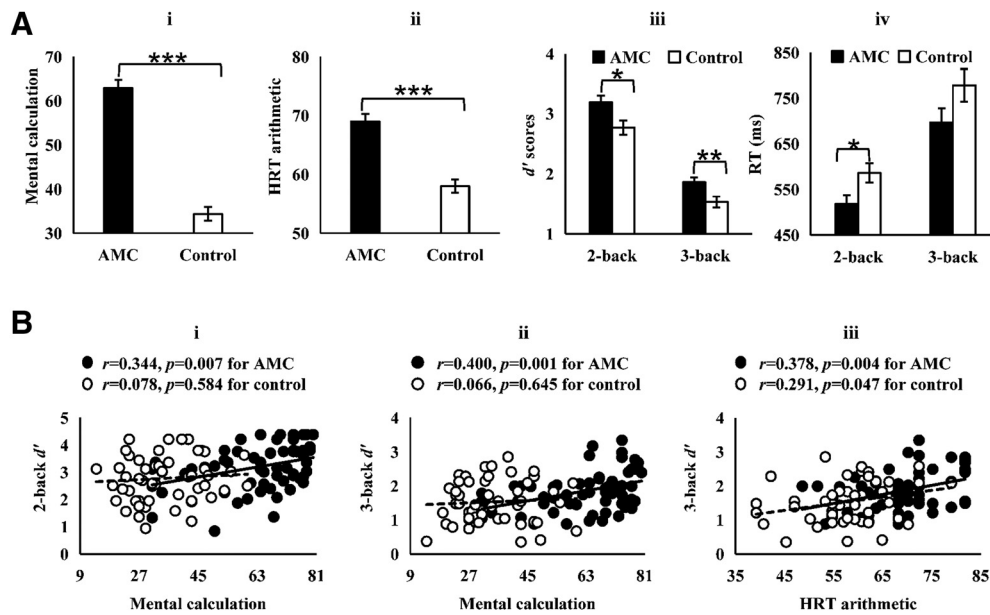 A
i
ii
iii
iv
Mental calculation
70
60
50
40
30
***
AMC
Control
HRT arithmetic
90
70
50
***
AMC
Control
d' scores
4
3
2
1
AMC Control
*
**
2-back
3-back
RT (ms)
850
750
650
550
450
AMC Control
*
2-back
3-back
B
i
r=0.344, p=0.007 for AMC
r=0.078, p=0.584 for control
2-back d'
5
4
3
2
1
0
9 27 45 63 81
Mental calculation
ii
r=0.400, p=0.001 for AMC
r=0.066, p=0.645 for control
3-back d'
4
3
2
1
0
9 27 45 63 81
Mental calculation
iii
r=0.378, p=0.004 for AMC
r=0.291, p=0.047 for control
3-back d'
4
3
2
1
0
35 45 55 65 75 85
HRT arithmetic